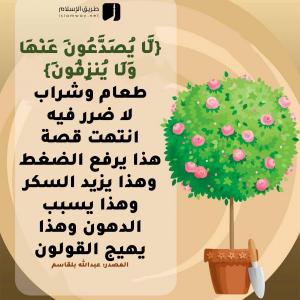 طريق الإسلام
islamway.net
{لَّا يُصَدَّعُونَ عَنْهَا
وَلَا يُنزِفُونَ}
طعام وشراب
لا ضرر فيه
انتهت قصة
هذا يرفع الضغط
وهذا يزيد السكر
وهذا يسبب
الدهون وهذا
يهيج القولون
المصدر: عبدالله بلقاسم